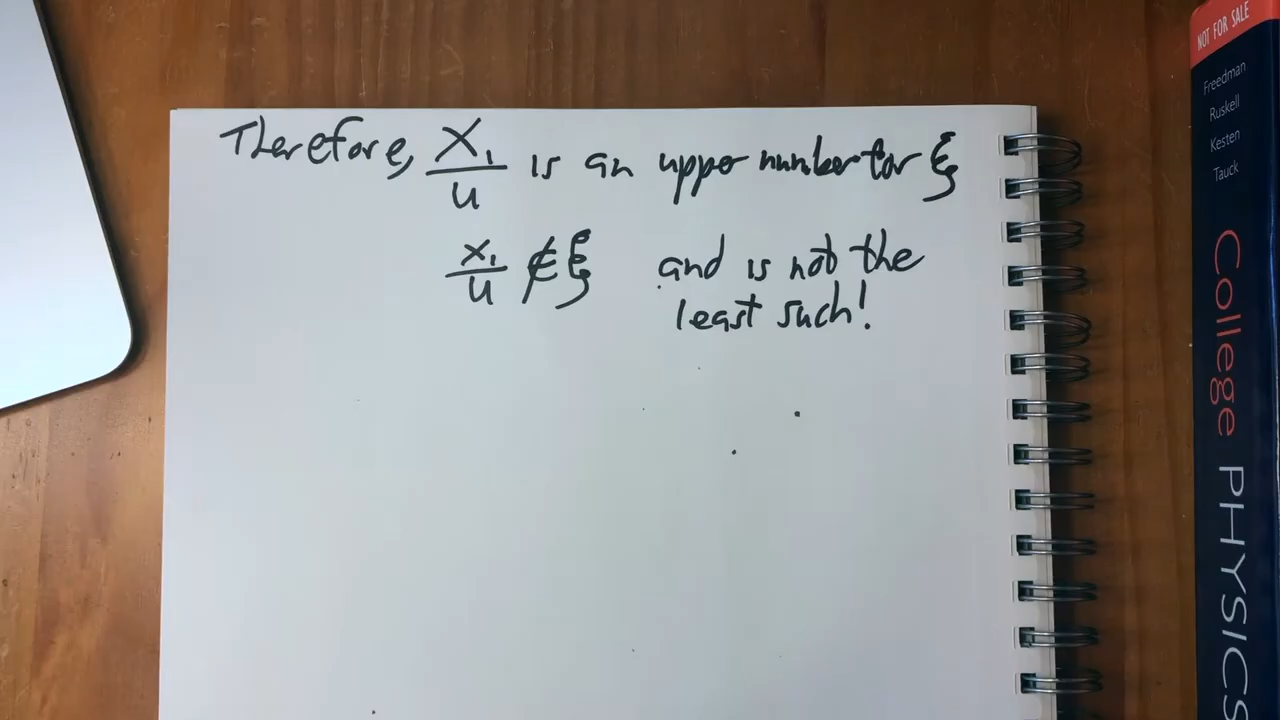 Therefore, X₁/u is an upper number for ξ
x₁/u ∉ ξ and is not the
least such!
NOT FOR SALE
Freedman
Ruskell
Kesten
Tauck
College PHYSICS